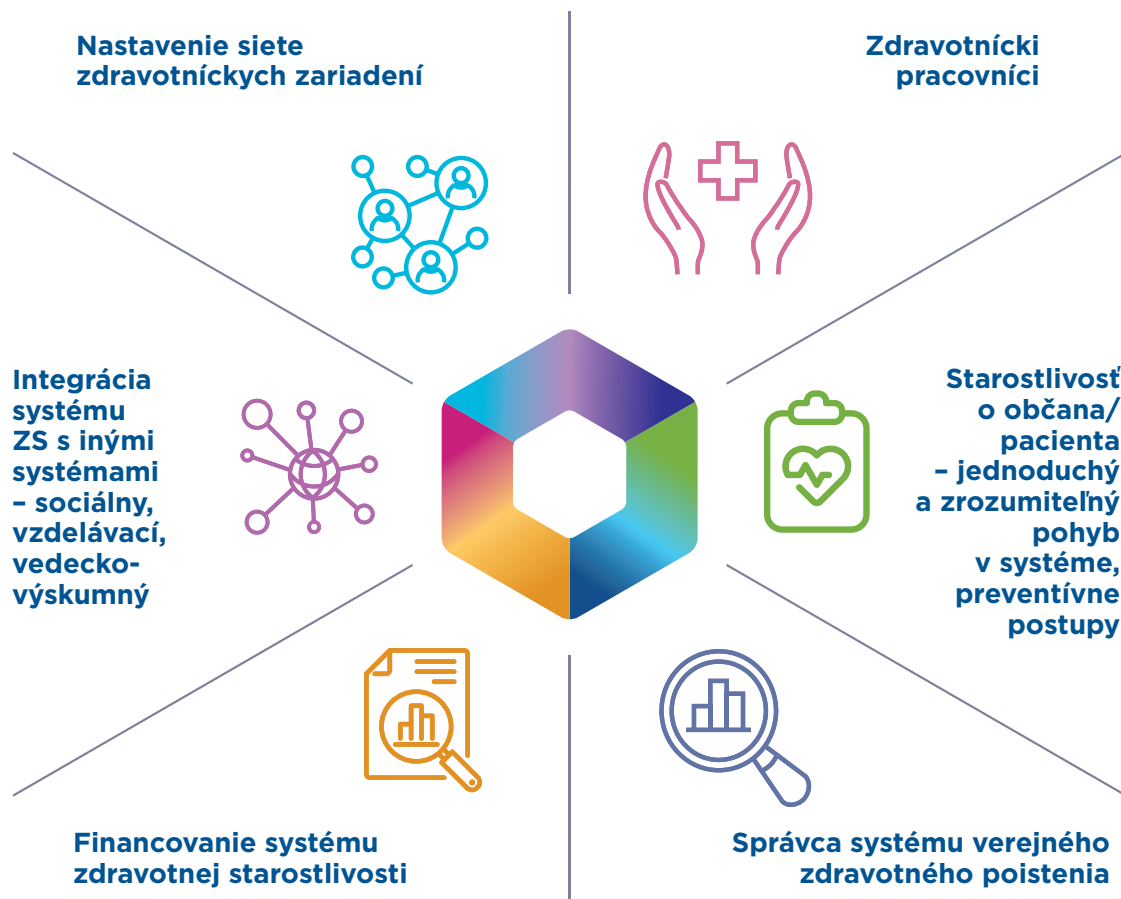 Nastavenie siete
zdravotníckych zariadení
Zdravotnícki
pracovníci
Integrácia
systému
ZS s inými
systémami
– sociálny,
vzdelávací,
vedecko-
výskumný
Starostlivosť
o občana/
pacienta
– jednoduchý
a zrozumiteľný
pohyb
v systéme,
preventívne
postupy
Financovanie systému
zdravotnej starostlivosti
Správca systému verejného
zdravotného poistenia